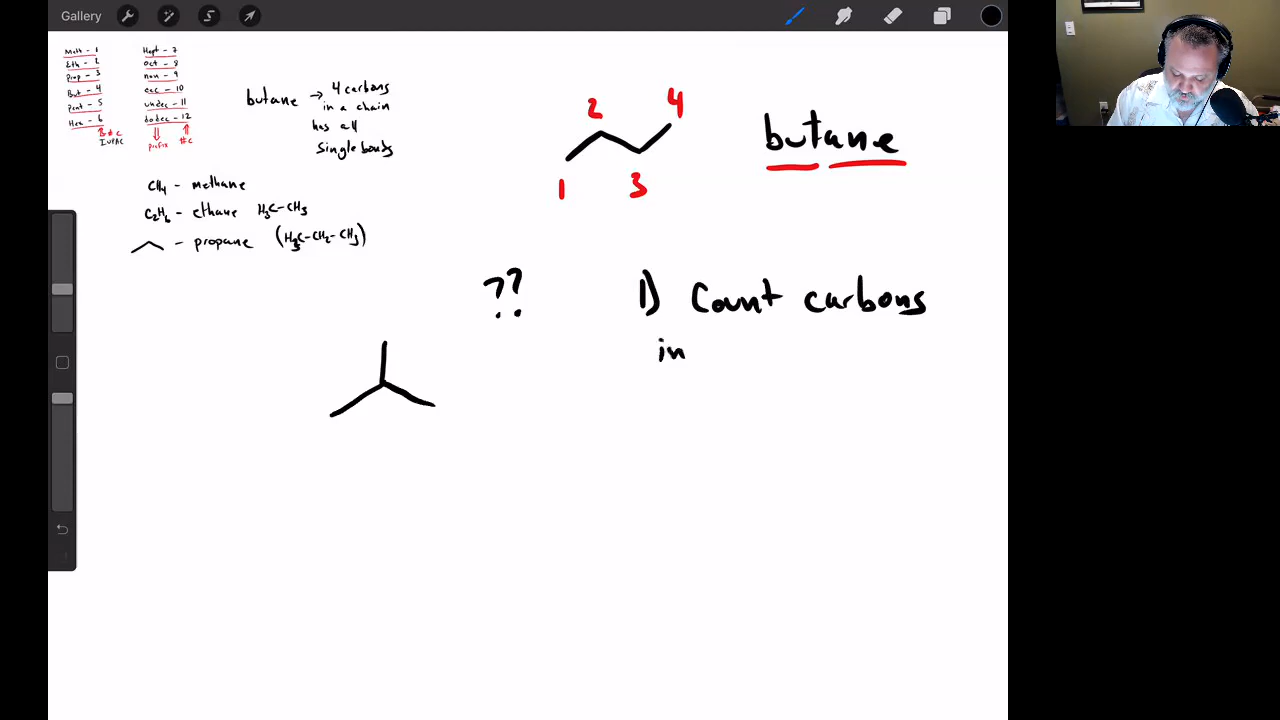 Gallery
Meth - 1
Eth - 2
Prop - 3
But - 4
Pent - 5
Hex - 6
B # C
IUPAC
Hept - 7
Oct - 8
non - 9
dec - 10
undec - 11
dodec - 12
prefix
#C
butane → 4 carbons
in a chain
has all
single bonds
CH4 - methane
C2H6 - ethane H3C-CH3
- propane (H3C-CH2-CH3)
1
2
3
4
butane
??
1) Count carbons
in